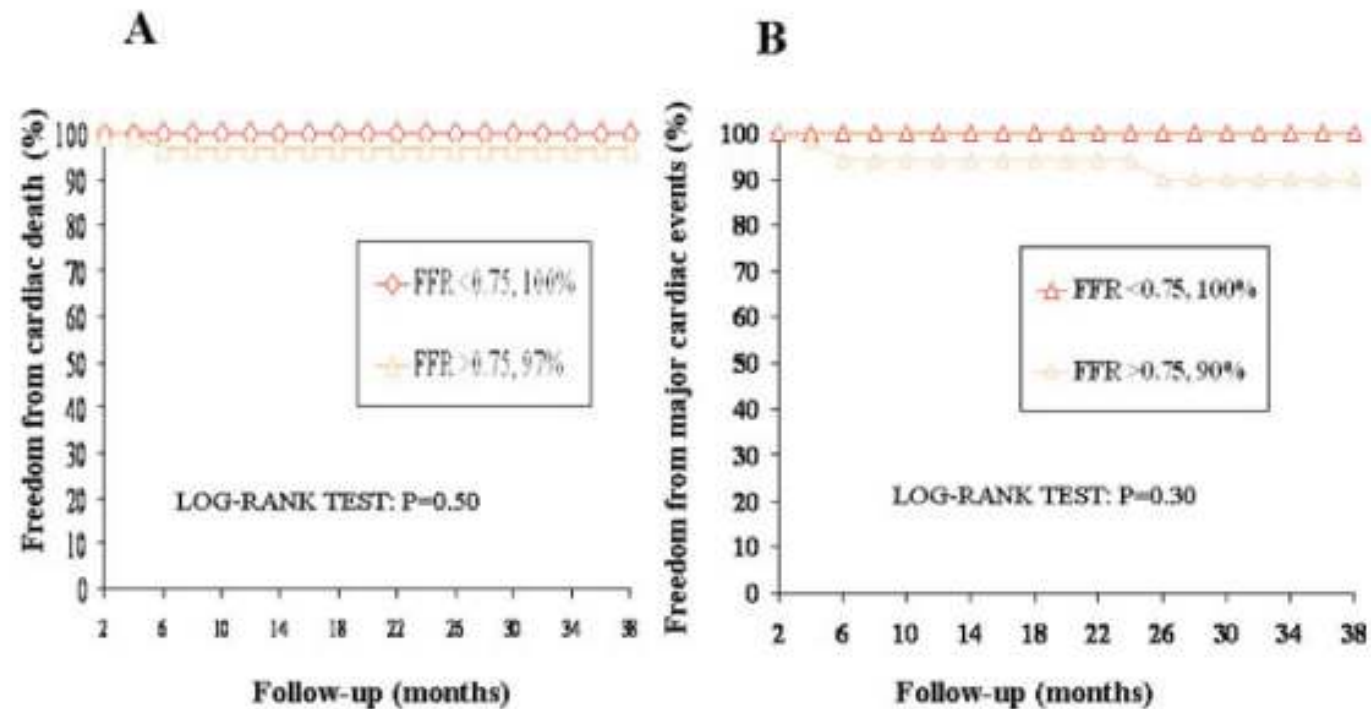 A
Freedom from cardiac death (%)
100
90
80
70
60
50
40
30
20
10
0
FFR <0.75, 100%
FFR >0.75, 97%
LOG-RANK TEST: P=0.50
2 6 10 14 18 22 26 30 34 38
Follow-up (months)
B
Freedom from major cardiac events (%)
100
90
80
70
60
50
40
30
20
10
0
FFR <0.75, 100%
FFR >0.75, 90%
LOG-RANK TEST: P=0.30
2 6 10 14 18 22 26 30 34 38
Follow-up (months)